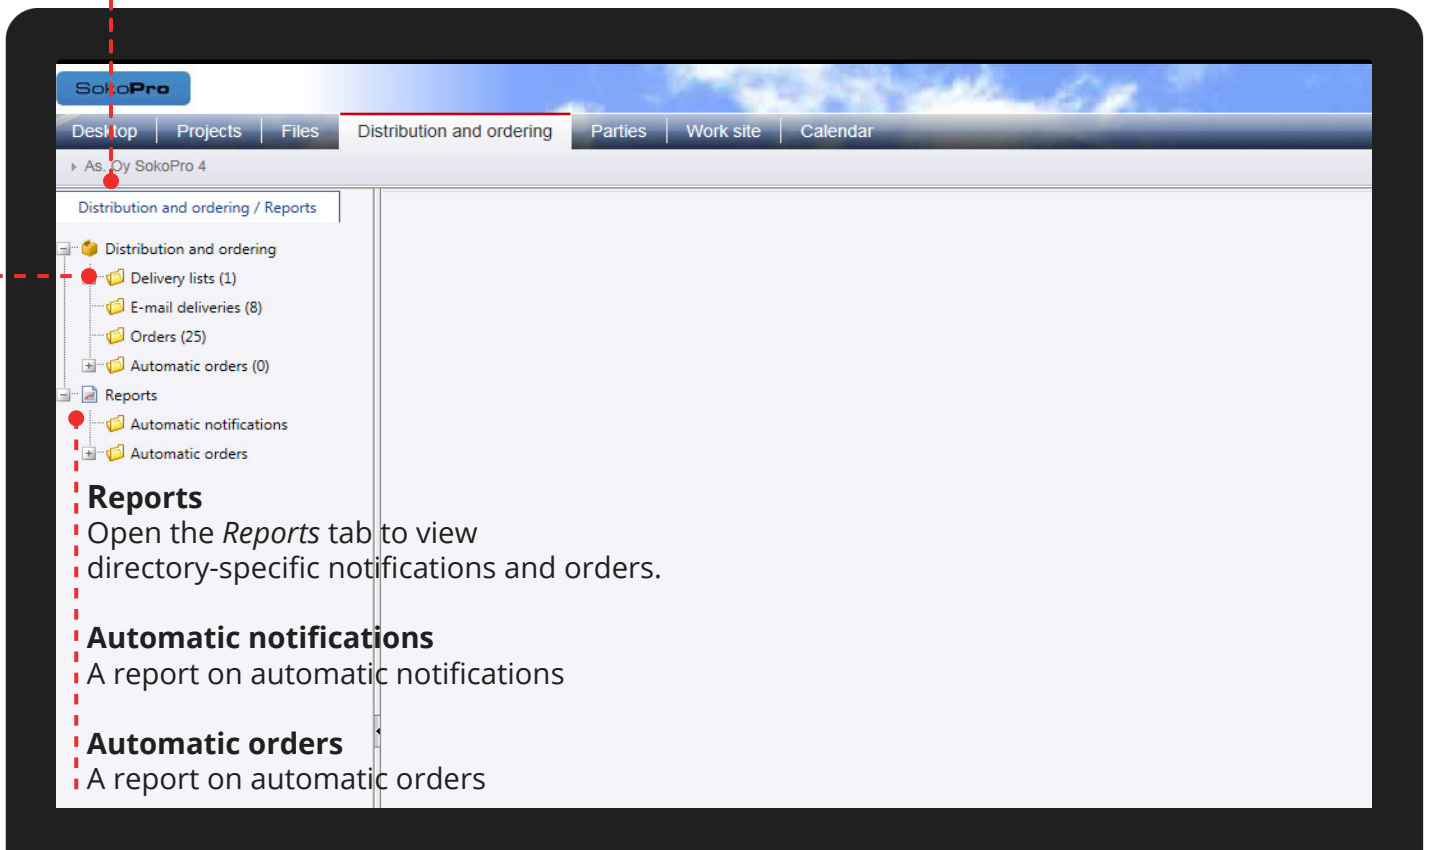 SokoPro
Desktop Projects Files Distribution and ordering Parties Work site Calendar
As. Oy SokoPro 4
Distribution and ordering / Reports
Distribution and ordering
Delivery lists (1)
E-mail deliveries (8)
Orders (25)
Automatic orders (0)
Reports
Automatic notifications
Automatic orders
Reports
Open the Reports tab to view
directory-specific notifications and orders.
Automatic notifications
A report on automatic notifications
Automatic orders
A report on automatic orders